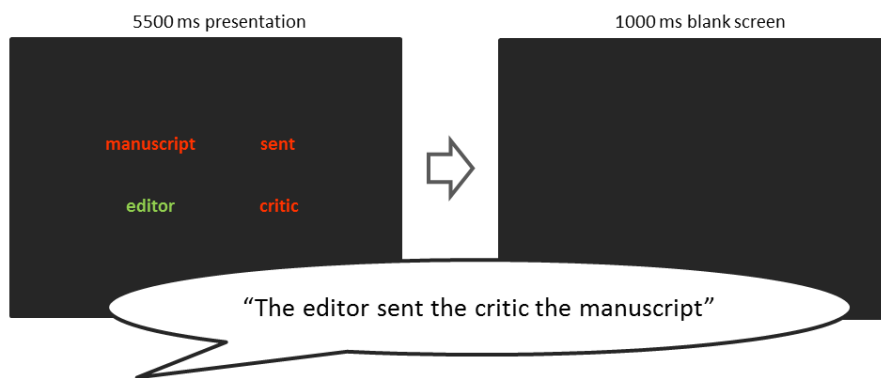 5500 ms presentation
1000 ms blank screen
manuscript sent
editor critic
“The editor sent the critic the manuscript”